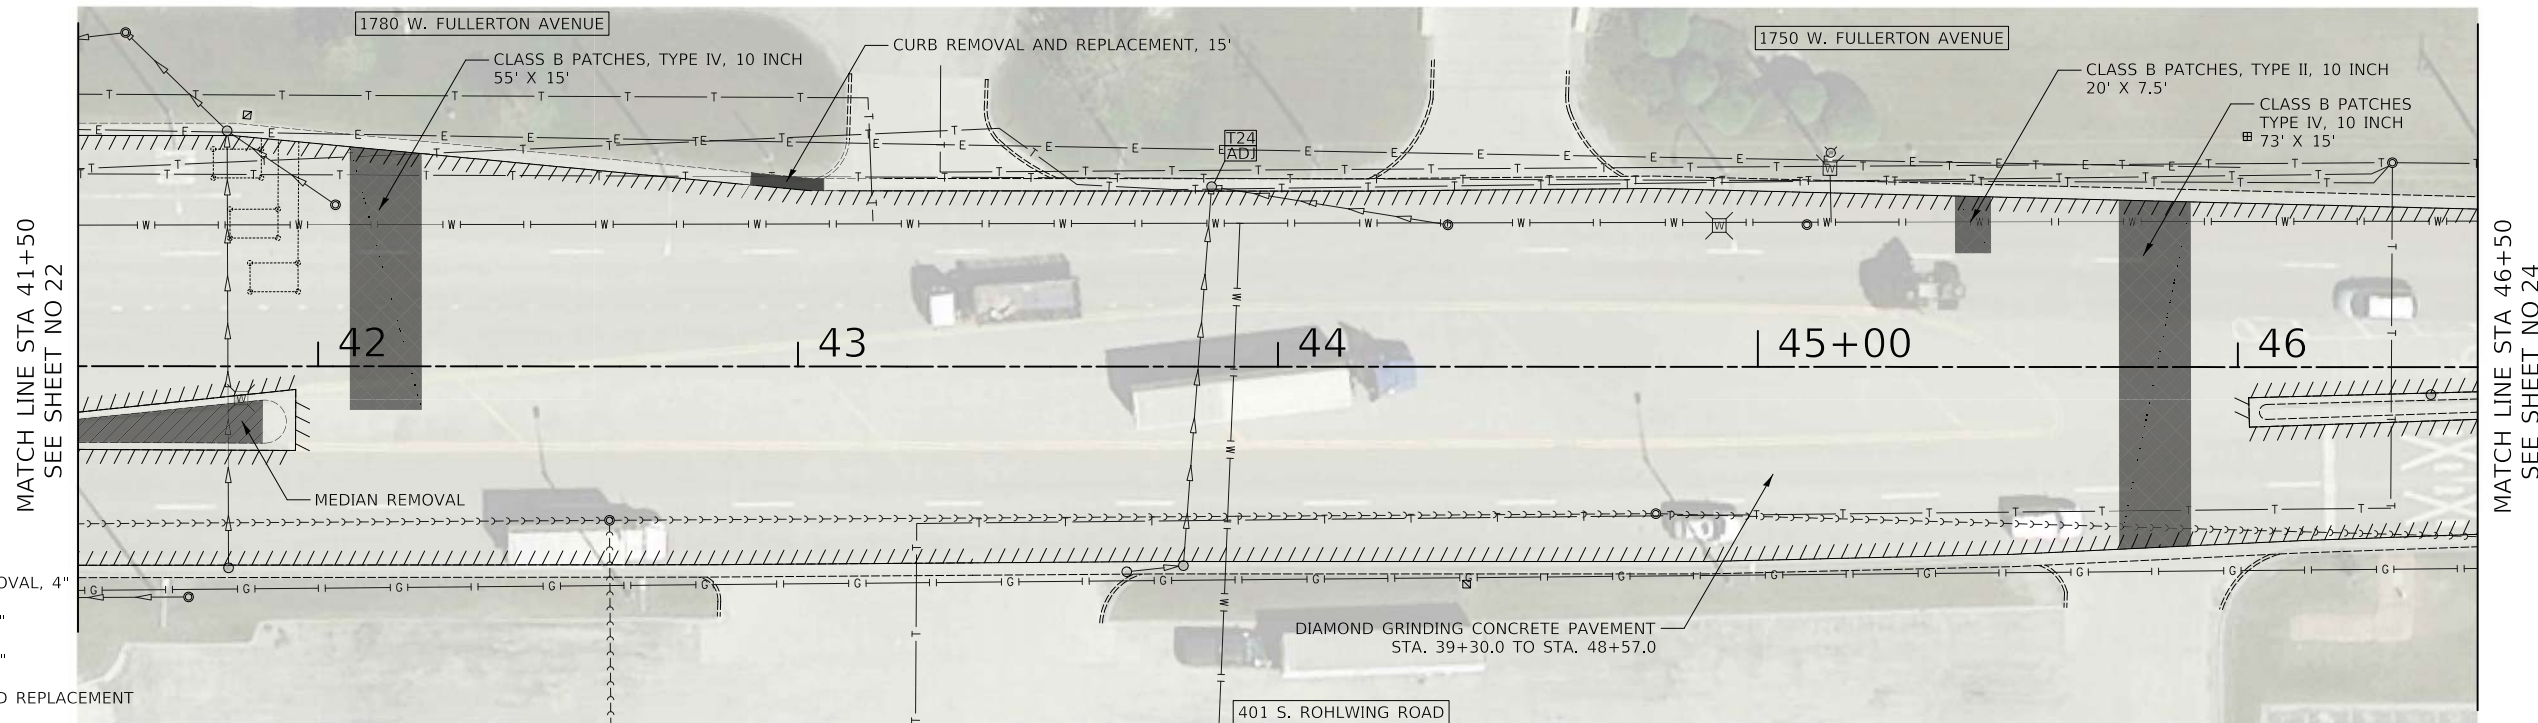 1780 W. FULLERTON AVENUE
CURB REMOVAL AND REPLACEMENT, 15'
1750 W. FULLERTON AVENUE
CLASS B PATCHES, TYPE IV, 10 INCH
55' X 15'
CLASS B PATCHES, TYPE II, 10 INCH
20' X 7.5'
CLASS B PATCHES
TYPE IV, 10 INCH
73' X 15'
T24
ADJ
MATCH LINE STA 41+50
SEE SHEET NO 22
42
43
44
45+00
46
MATCH LINE STA 46+50
SEE SHEET NO 24
MEDIAN REMOVAL
OVAL, 4"
DIAMOND GRINDING CONCRETE PAVEMENT
STA. 39+30.0 TO STA. 48+57.0
D REPLACEMENT
401 S. ROHLWING ROAD